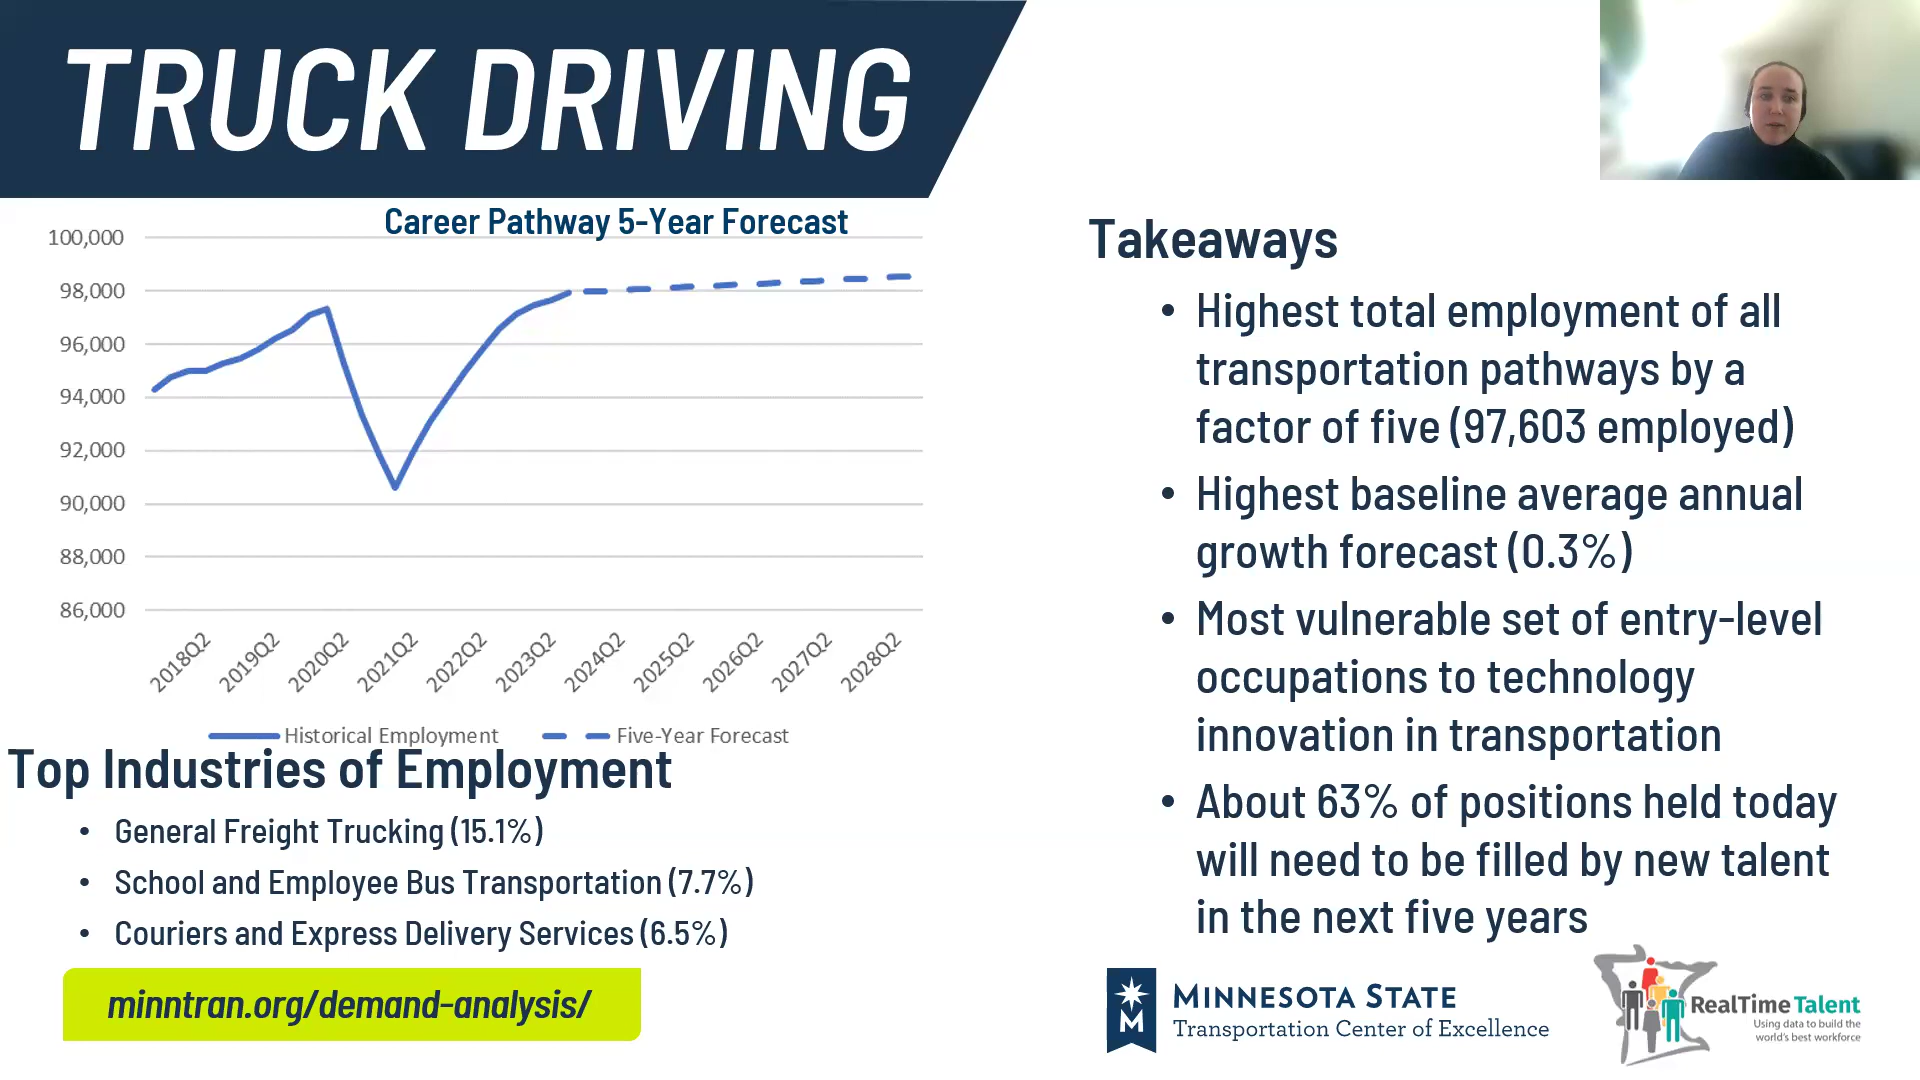 TRUCK DRIVING
Career Pathway 5-Year Forecast
100,000
98,000
96,000
94,000
92,000
90,000
88,000
86,000
2018Q2
2019Q2
2020Q2
2021Q2
2022Q2
2023Q2
2024Q2
2025Q2
2026Q2
2027Q2
2028Q2
Historical Employment
Five-Year Forecast
Top Industries of Employment
• General Freight Trucking (15.1%)
• School and Employee Bus Transportation (7.7%)
• Couriers and Express Delivery Services (6.5%)
minntran.org/demand-analysis/
Takeaways
• Highest total employment of all
transportation pathways by a
factor of five (97,603 employed)
• Highest baseline average annual
growth forecast (0.3%)
• Most vulnerable set of entry-level
occupations to technology
innovation in transportation
• About 63% of positions held today
will need to be filled by new talent
in the next five years
M
MINNESOTA STATE
Transportation Center of Excellence
RealTime Talent
Using data to build the
world's best workforce